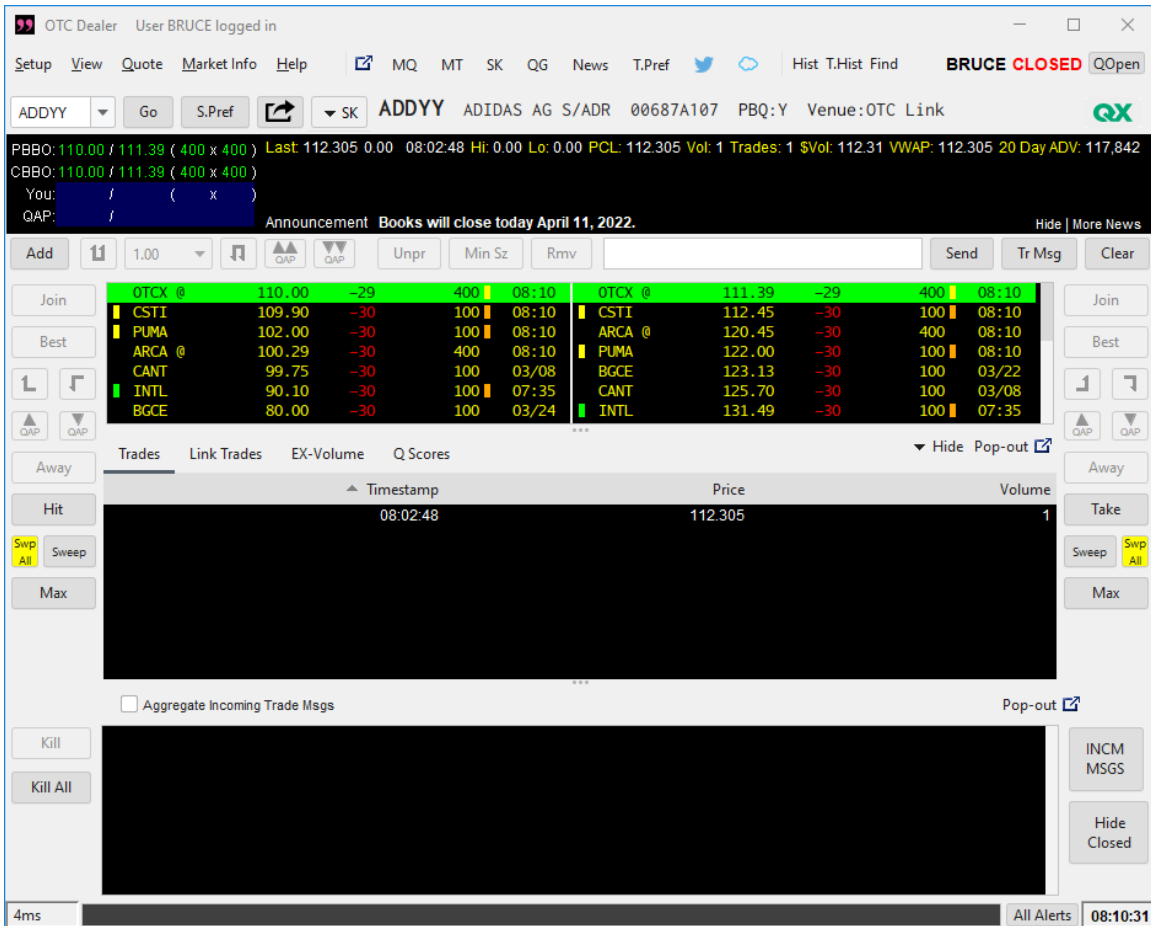 OTC Dealer User BRUCE logged in
Setup View Quote Market Info Help MQ MT SK QG News T.Pref Hist T.Hist Find BRUCE CLOSED QOpen
ADDYY Go S.Pref SK ADDYY ADIDAS AG S/ADR 00687A107 PBQ:Y Venue:OTC Link QX
PBBO: 110.00 / 111.39 ( 400 x 400 ) Last: 112.305 0.00 08:02:48 Hi: 0.00 Lo: 0.00 PCL: 112.305 Vol: 1 Trades: 1 $Vol: 112.31 VWAP: 112.305 20 Day ADV: 117,842
CBBO: 110.00 / 111.39 ( 400 x 400 )
You: / ( x )
QAP: /
Announcement Books will close today April 11, 2022. Hide | More News
Add 1.00 QAP QAP Unpr Min Sz Rmv Send Tr Msg Clear
Join OTCX @ 110.00 -29 400 08:10 OTCX @ 111.39 -29 400 08:10 Join
CSTI 109.90 -30 100 08:10 CSTI 112.45 -30 100 08:10
Best PUMA 102.00 -30 100 08:10 ARCA @ 120.45 -30 400 08:10 Best
ARCA @ 100.29 -30 400 08:10 PUMA 122.00 -30 100 08:10
CANT 99.75 -30 100 03/08 BGCE 123.13 -30 100 03/22
INTL 90.10 -30 100 07:35 CANT 125.70 -30 100 03/08
BGCE 80.00 -30 100 03/24 INTL 131.49 -30 100 07:35
QAP QAP QAP QAP
Trades Link Trades EX-Volume Q Scores Hide Pop-out
Away Away
Timestamp Price Volume
Hit 08:02:48 112.305 1 Take
Swp All Sweep Sweep Swp All
Max Max
Aggregate Incoming Trade Msgs Pop-out
Kill INCM MSGS
Kill All
Hide Closed
4ms All Alerts 08:10:31